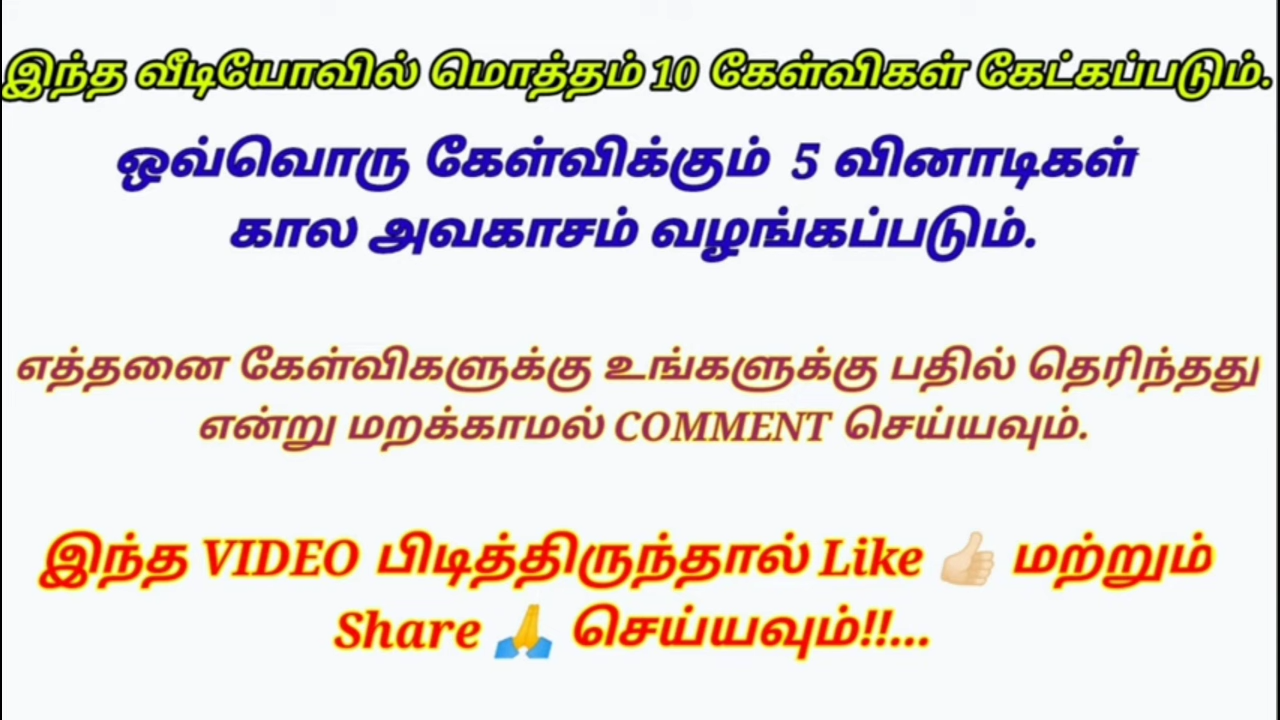 இந்த வீடியோவில் மொத்தம் 10 கேள்விகள் கேட்கப்படும்.
ஒவ்வொரு கேள்விக்கும் 5 வினாடிகள்
கால அவகாசம் வழங்கப்படும்.
எத்தனை கேள்விகளுக்கு உங்களுக்கு பதில் தெரிந்தது
என்று மறக்காமல் COMMENT செய்யவும்.
இந்த VIDEO பிடித்திருந்தால் Like 👍🏻 மற்றும்
Share 🙏 செய்யவும்!!...